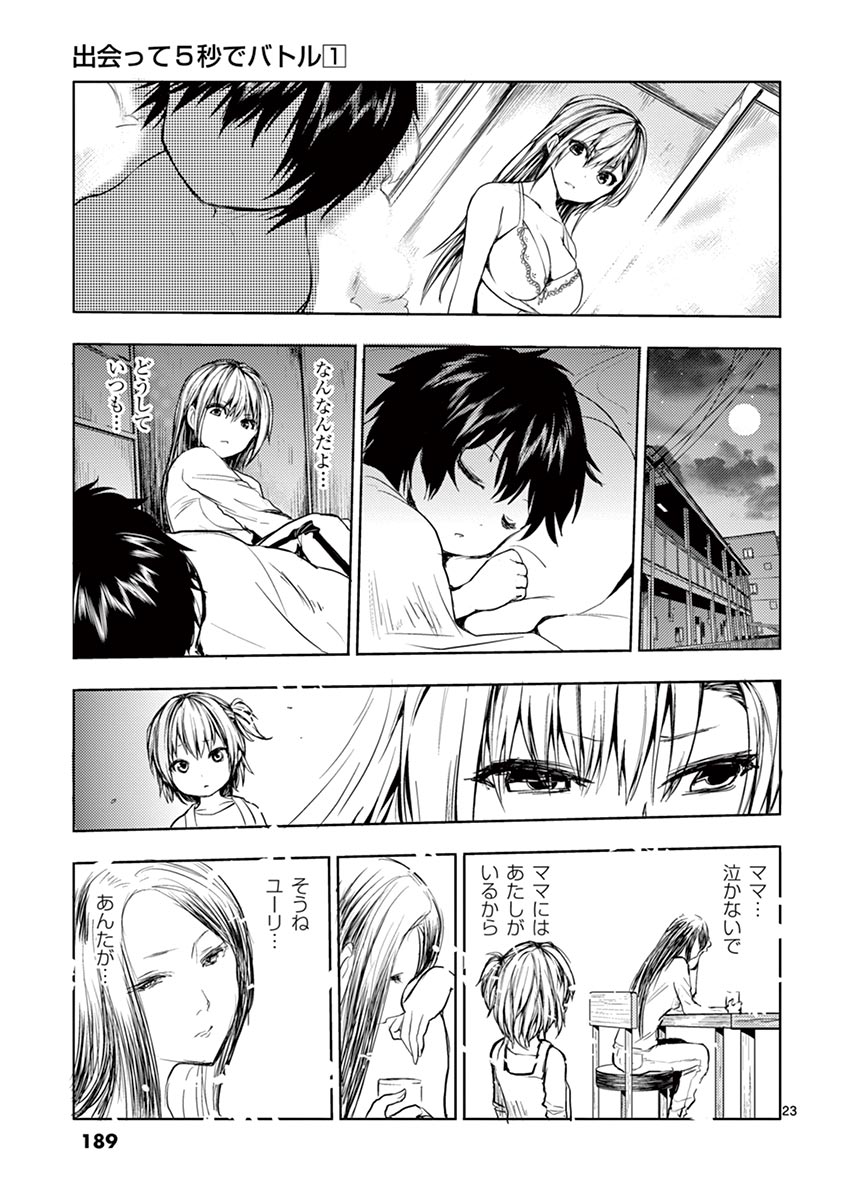 出会って5秒でバトル1
なんなんだよ…
どうして
いつも…
ママ…
泣かないで
ママには
あたしが
いるから
そうね
ユーリ…
あんたが…
23
189